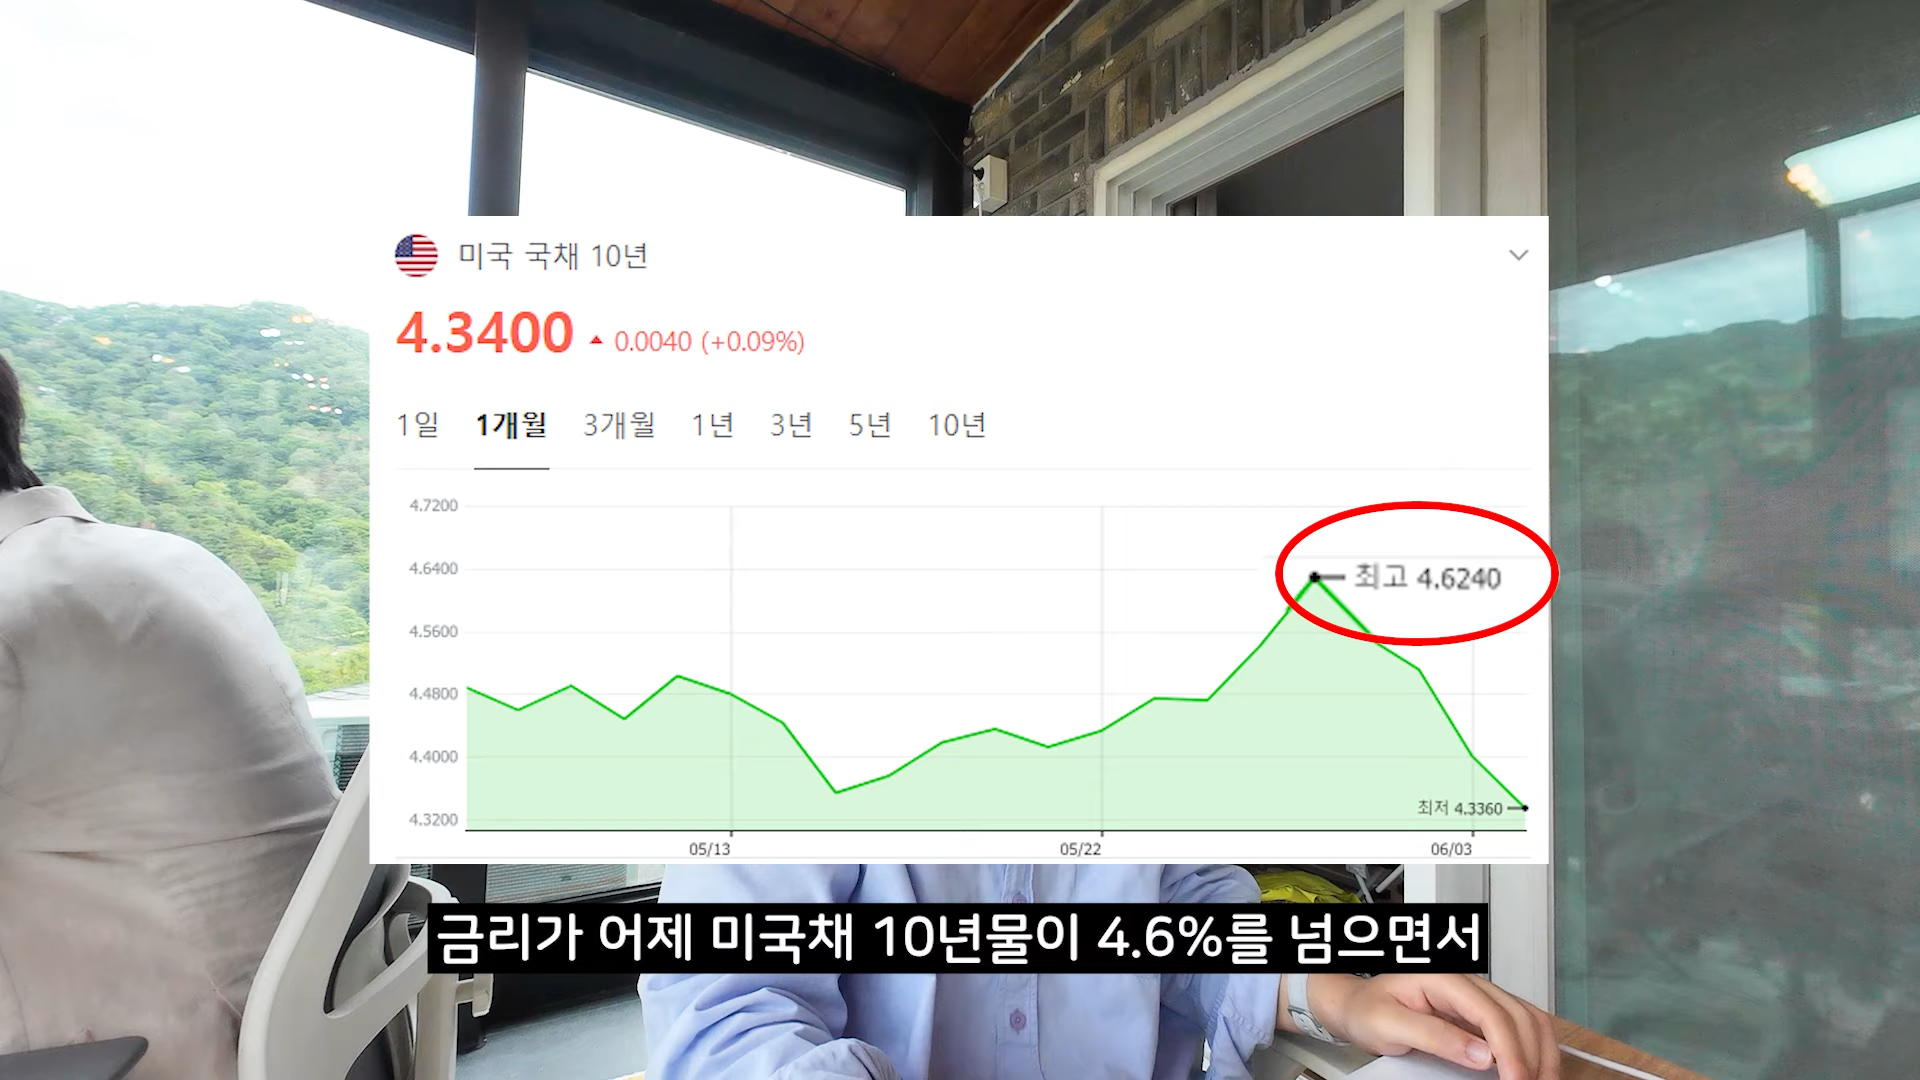 미국 국채 10년
4.3400 ▲ 0.0040 (+0.09%)
1일 1개월 3개월 1년 3년 5년 10년
4.7200
4.6400
최고 4.6240
4.5600
4.4800
4.4000
최저 4.3360
4.3200
05/13 05/22 06/03
금리가 어제 미국채 10년물이 4.6%를 넘으면서